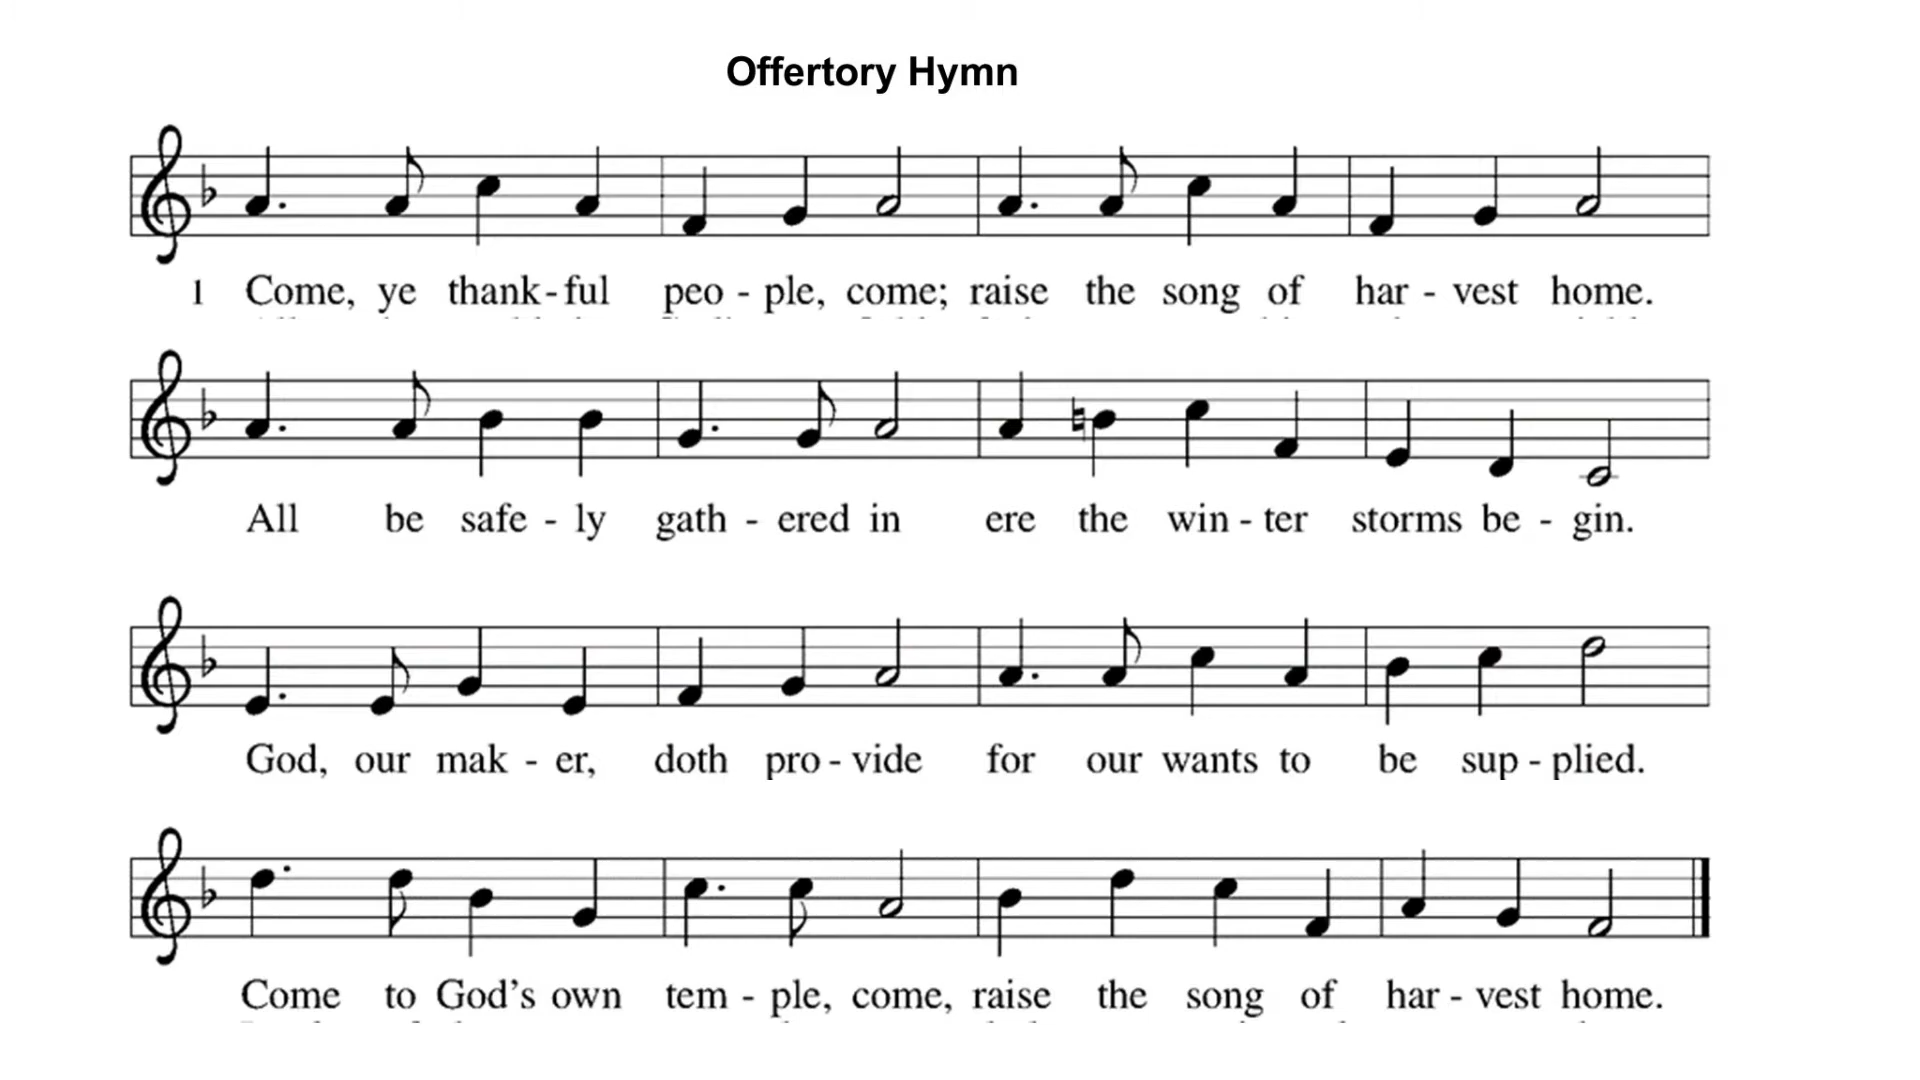 Offertory Hymn
1 Come, ye thank-ful peo - ple, come; raise the song of har - vest home.
All be safe - ly gath - ered in ere the win - ter storms be - gin.
God, our mak - er, doth pro - vide for our wants to be sup - plied.
Come to God's own tem - ple, come, raise the song of har - vest home.